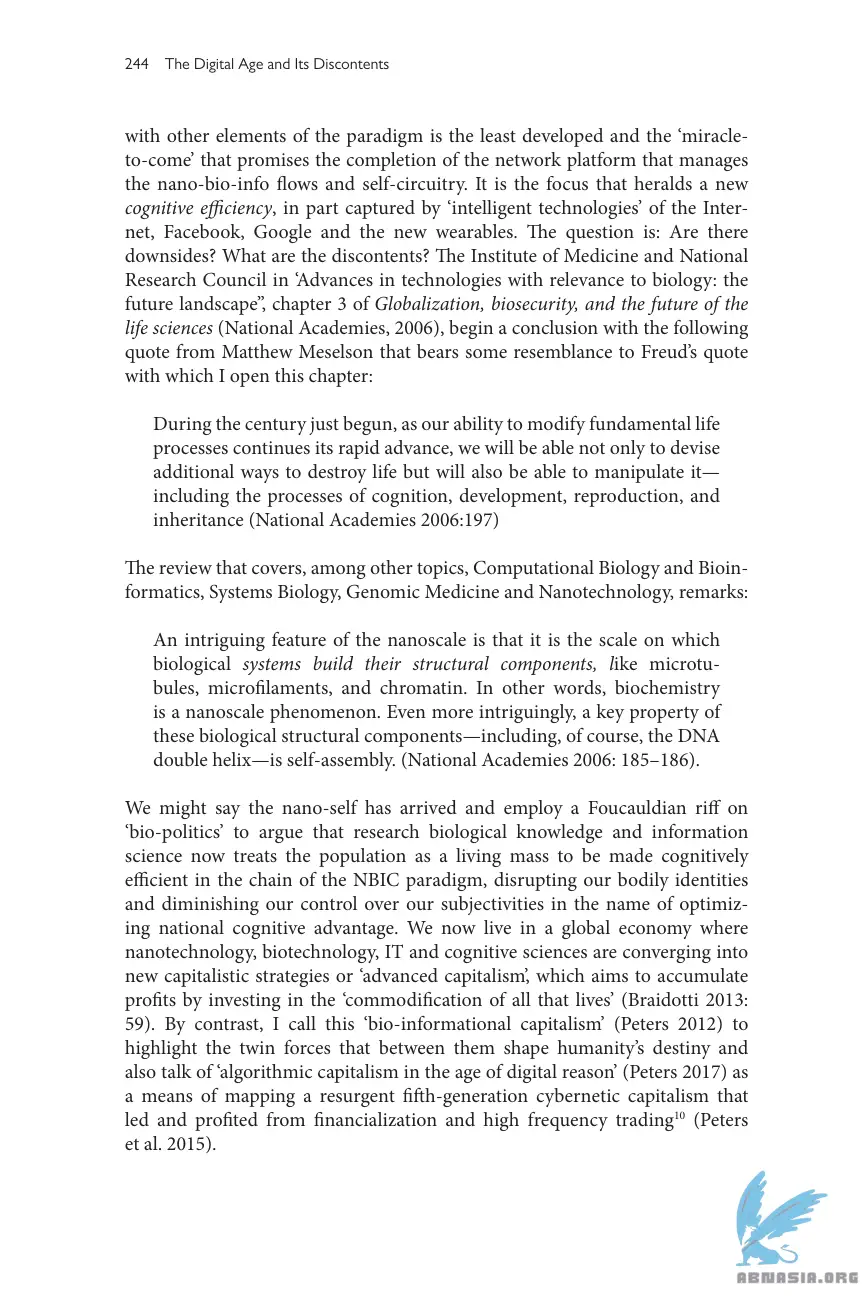 244 The Digital Age and Its Discontents
with other elements of the paradigm is the least developed and the ‘miracle-
to-come’ that promises the completion of the network platform that manages
the nano-bio-info flows and self-circuitry. It is the focus that heralds a new
cognitive efficiency, in part captured by ‘intelligent technologies’ of the Inter-
net, Facebook, Google and the new wearables. The question is: Are there
downsides? What are the discontents? The Institute of Medicine and National
Research Council in ‘Advances in technologies with relevance to biology: the
future landscape”, chapter 3 of Globalization, biosecurity, and the future of the
life sciences (National Academies, 2006), begin a conclusion with the following
quote from Matthew Meselson that bears some resemblance to Freud’s quote
with which I open this chapter:
During the century just begun, as our ability to modify fundamental life
processes continues its rapid advance, we will be able not only to devise
additional ways to destroy life but will also be able to manipulate it—
including the processes of cognition, development, reproduction, and
inheritance (National Academies 2006:197)
The review that covers, among other topics, Computational Biology and Bioin-
formatics, Systems Biology, Genomic Medicine and Nanotechnology, remarks:
An intriguing feature of the nanoscale is that it is the scale on which
biological systems build their structural components, like microtu-
bules, microfilaments, and chromatin. In other words, biochemistry
is a nanoscale phenomenon. Even more intriguingly, a key property of
these biological structural components—including, of course, the DNA
double helix—is self-assembly. (National Academies 2006: 185–186).
We might say the nano-self has arrived and employ a Foucauldian riff on
‘bio-politics’ to argue that research biological knowledge and information
science now treats the population as a living mass to be made cognitively
efficient in the chain of the NBIC paradigm, disrupting our bodily identities
and diminishing our control over our subjectivities in the name of optimiz-
ing national cognitive advantage. We now live in a global economy where
nanotechnology, biotechnology, IT and cognitive sciences are converging into
new capitalistic strategies or ‘advanced capitalism’, which aims to accumulate
profits by investing in the ‘commodification of all that lives’ (Braidotti 2013:
59). By contrast, I call this ‘bio-informational capitalism’ (Peters 2012) to
highlight the twin forces that between them shape humanity’s destiny and
also talk of ‘algorithmic capitalism in the age of digital reason’ (Peters 2017) as
a means of mapping a resurgent fifth-generation cybernetic capitalism that
led and profited from financialization and high frequency trading¹⁰ (Peters
et al. 2015).
ABNASIA.ORG